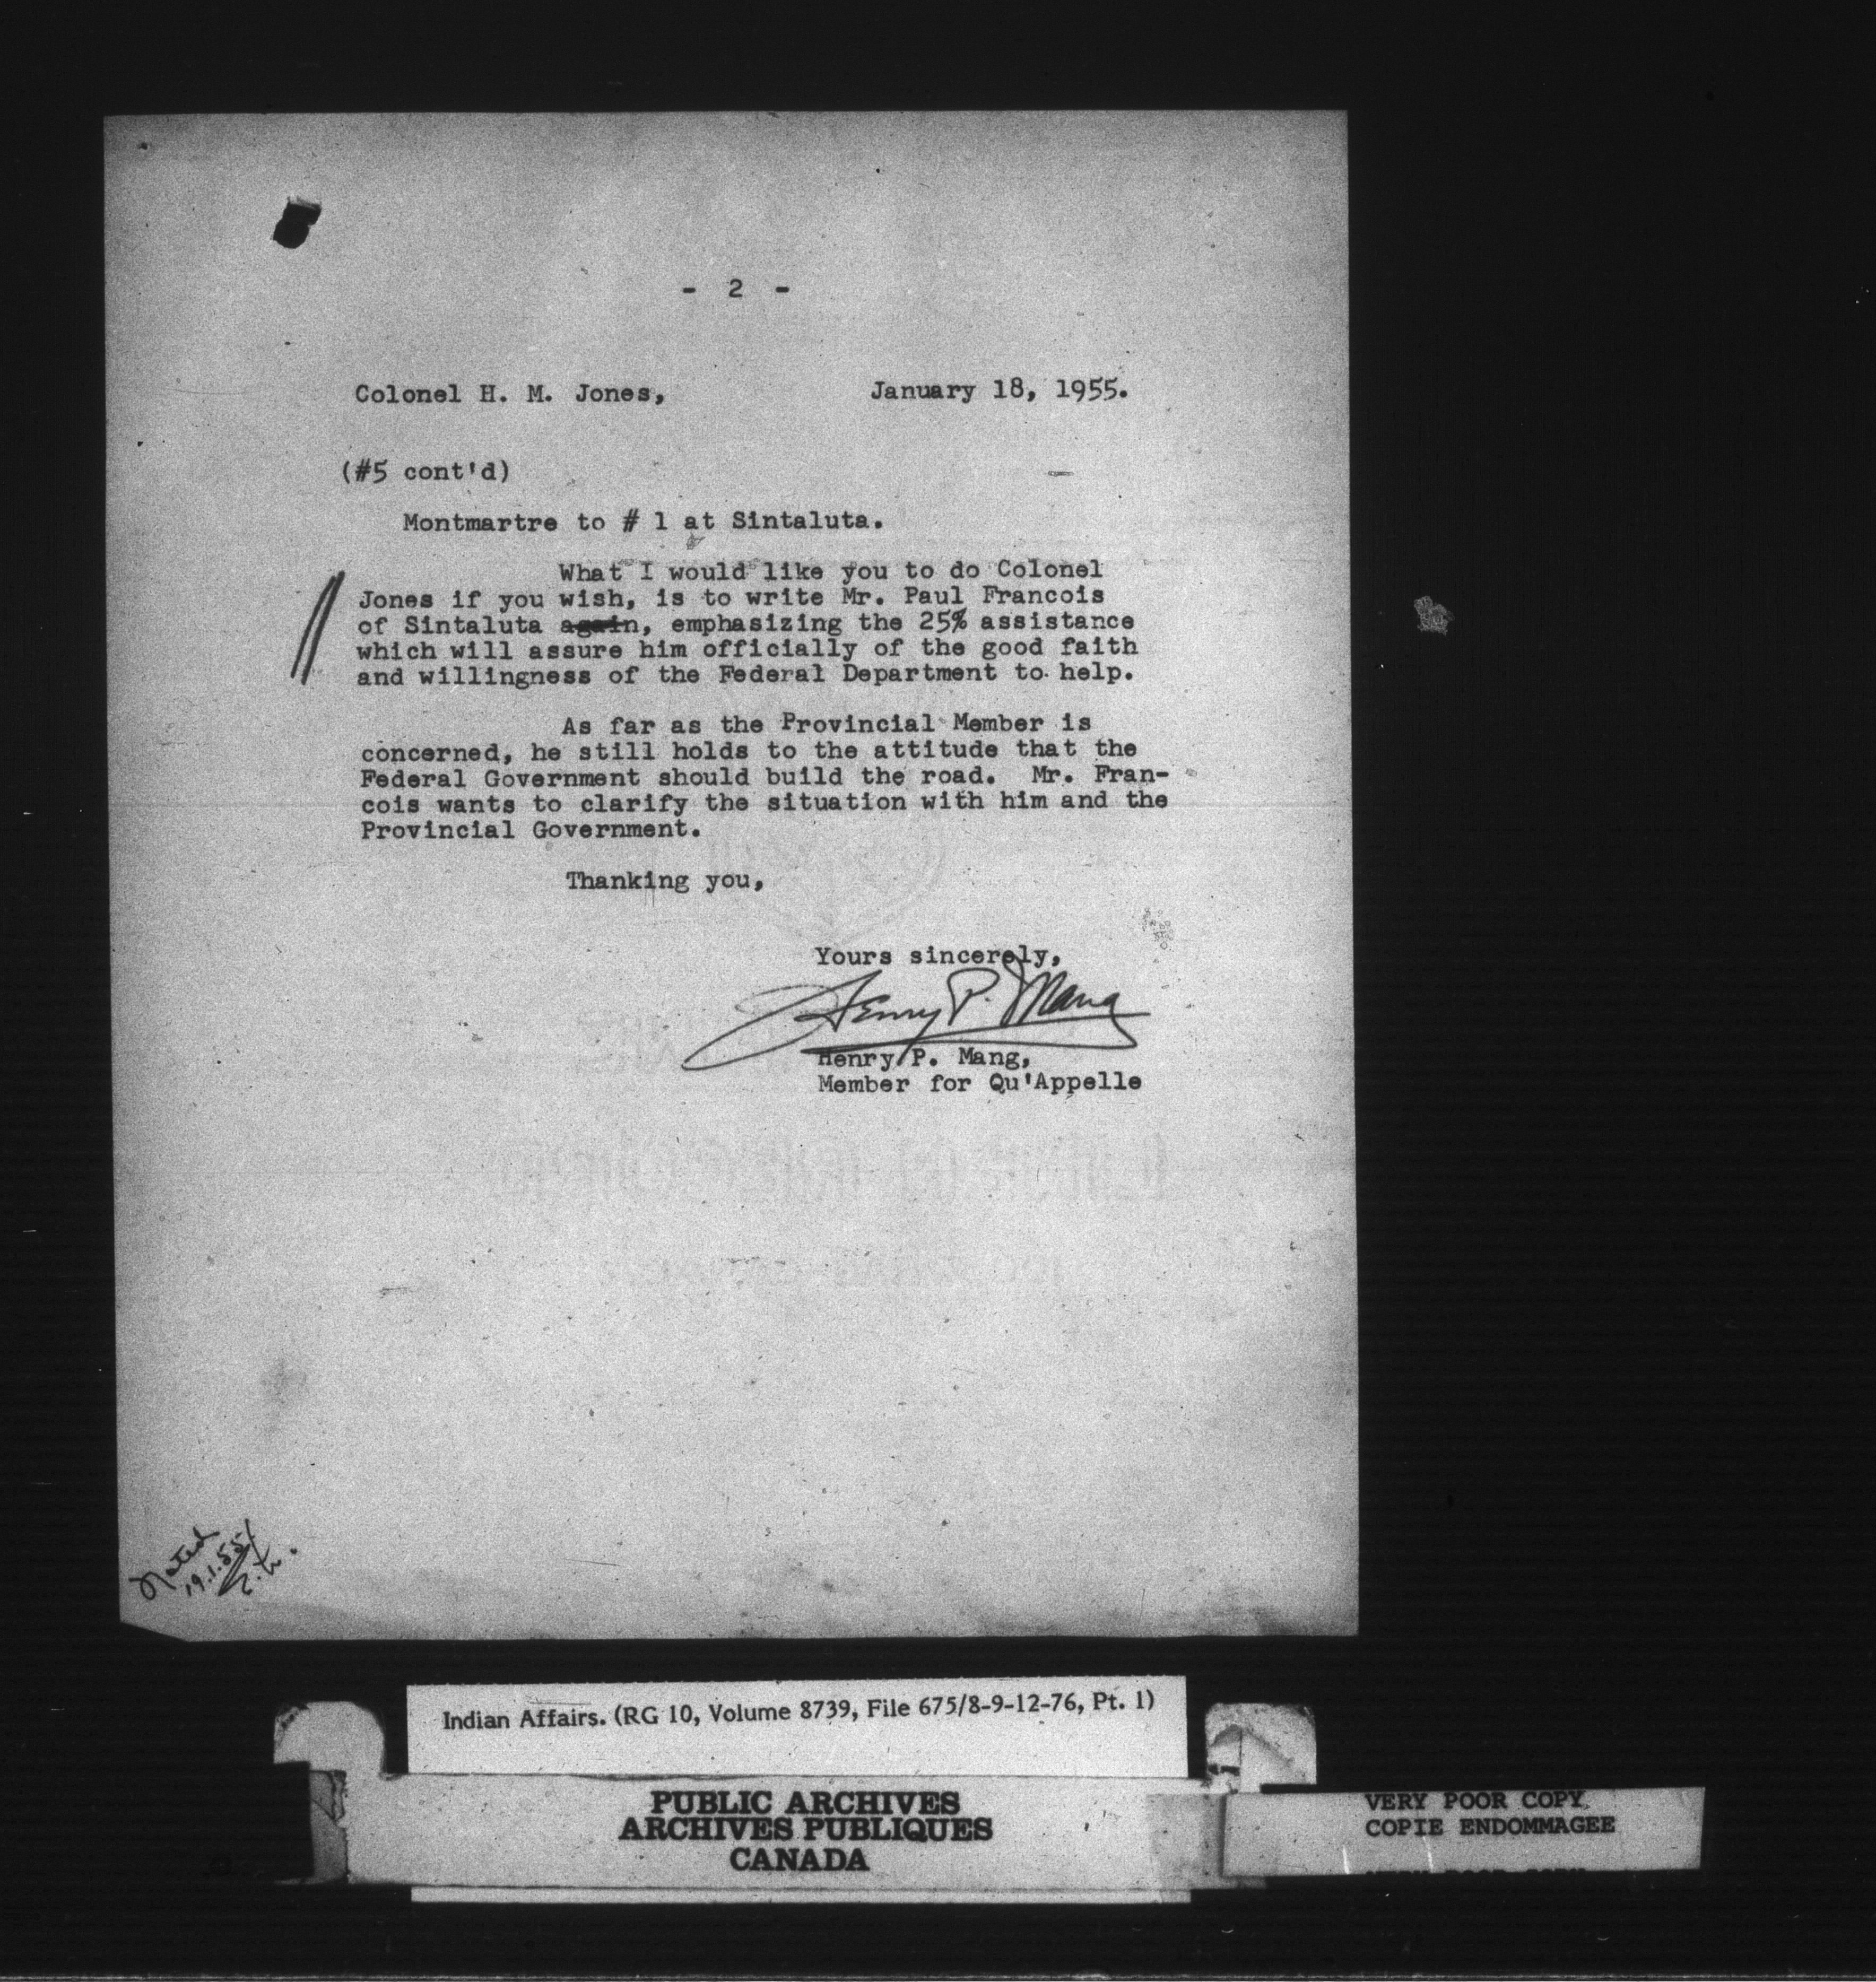 - 2 -
Colonel H. M. Jones, January 18, 1955.
(#5 cont'd)
Montmartre to # 1 at Sintaluta.
What I would like you to do Colonel
Jones if you wish, is to write Mr. Paul Francois
of Sintaluta again, emphasizing the 25% assistance
which will assure him officially of the good faith
and willingness of the Federal Department to help.
As far as the Provincial Member is
concerned, he still holds to the attitude that the
Federal Government should build the road. Mr. Fran-
cois wants to clarify the situation with him and the
Provincial Government.
Thanking you,
Yours sincerely,
Henry P. Mang
Henry P. Mang,
Member for Qu'Appelle
Noted
19.1.55
Indian Affairs. (RG 10, Volume 8739, File 675/8-9-12-76, Pt. 1)
PUBLIC ARCHIVES
ARCHIVES PUBLIQUES
CANADA
VERY POOR COPY
COPIE ENDOMMAGEE